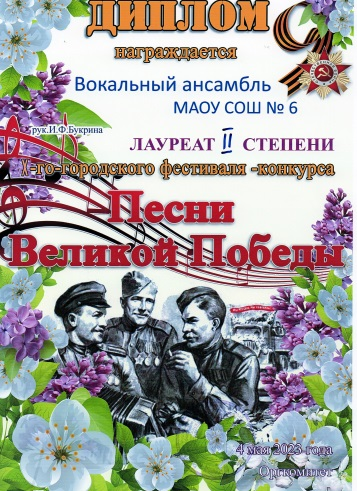 ДИПЛОМ
награждается
Вокальный ансамбль
МАОУ СОШ № 6
рук.И.Ф.Букрина
ЛАУРЕАТ II СТЕПЕНИ
X-го-городского фестиваля -конкурса
Песни
Великой Победы
4 мая 2023 года
Оргкомитет